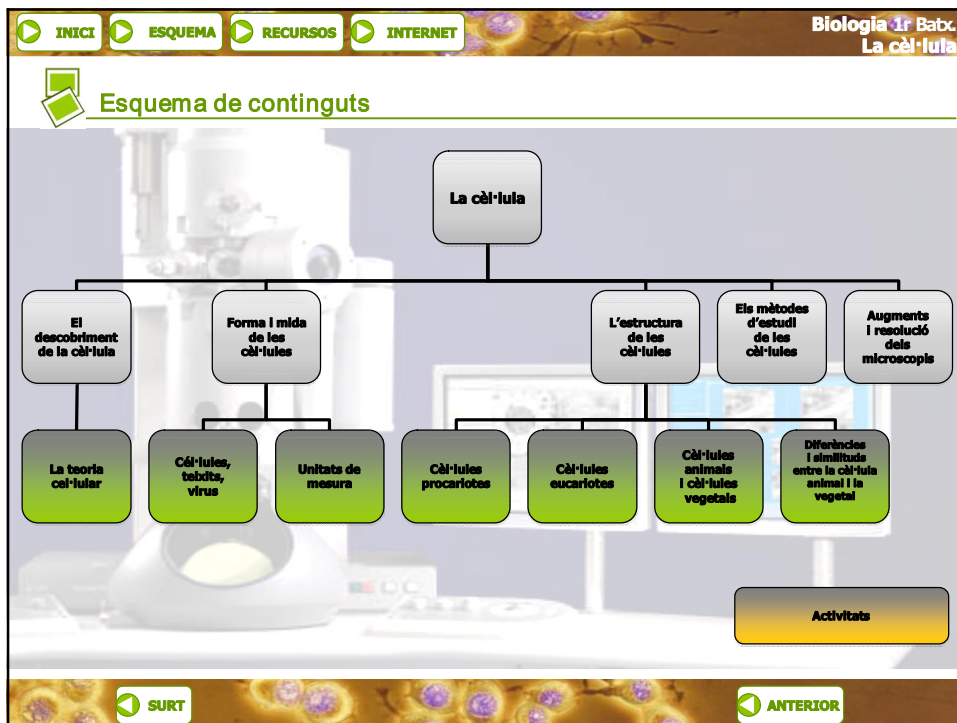 INICI
ESQUEMA
RECURSOS
INTERNET
Biologia 1r Batx.
La cèl·lula
Esquema de continguts
La cèl·lula
El
descobriment
de la cèl·lula
Forma i mida
de les
cèl·lules
L'estructura
de les
cèl·lules
Els mètodes
d'estudi
de les
cèl·lules
Augments
i resolució
dels
microscopis
La teoria
cel·lular
Cél·lules,
teixits,
virus
Unitats de
mesura
Cèl·lules
procariotes
Cèl·lules
eucariotes
Cèl·lules
animals
i cèl·lules
vegetals
Diferències
i similituds
entre la cèl·lula
animal i la
vegetal
Activitats
SURT
ANTERIOR